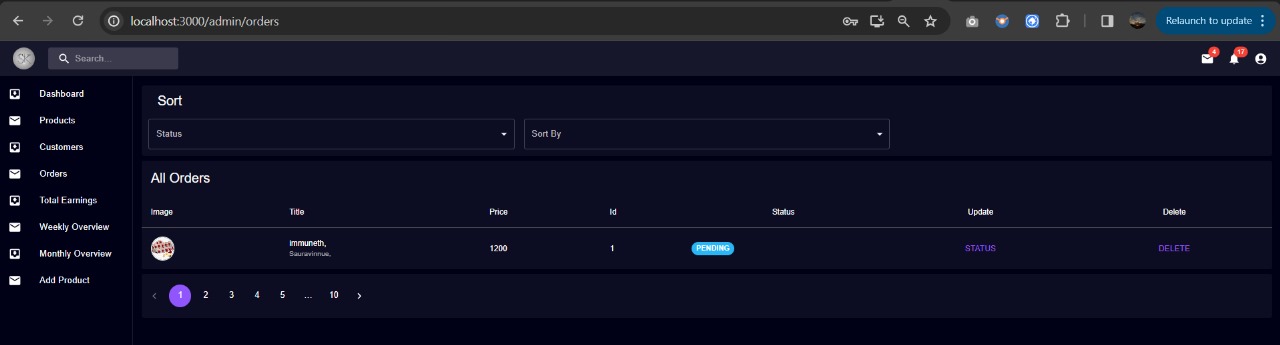 localhost:3000/admin/orders
Relaunch to update
SK
Search...
4
17
Dashboard
Products
Customers
Orders
Total Earnings
Weekly Overview
Monthly Overview
Add Product
Sort
Status
Sort By
All Orders
Image Title Price Id Status Update Delete
immuneth, 1200 1 PENDING STATUS DELETE
Sauravinnue,
1 2 3 4 5 ... 10